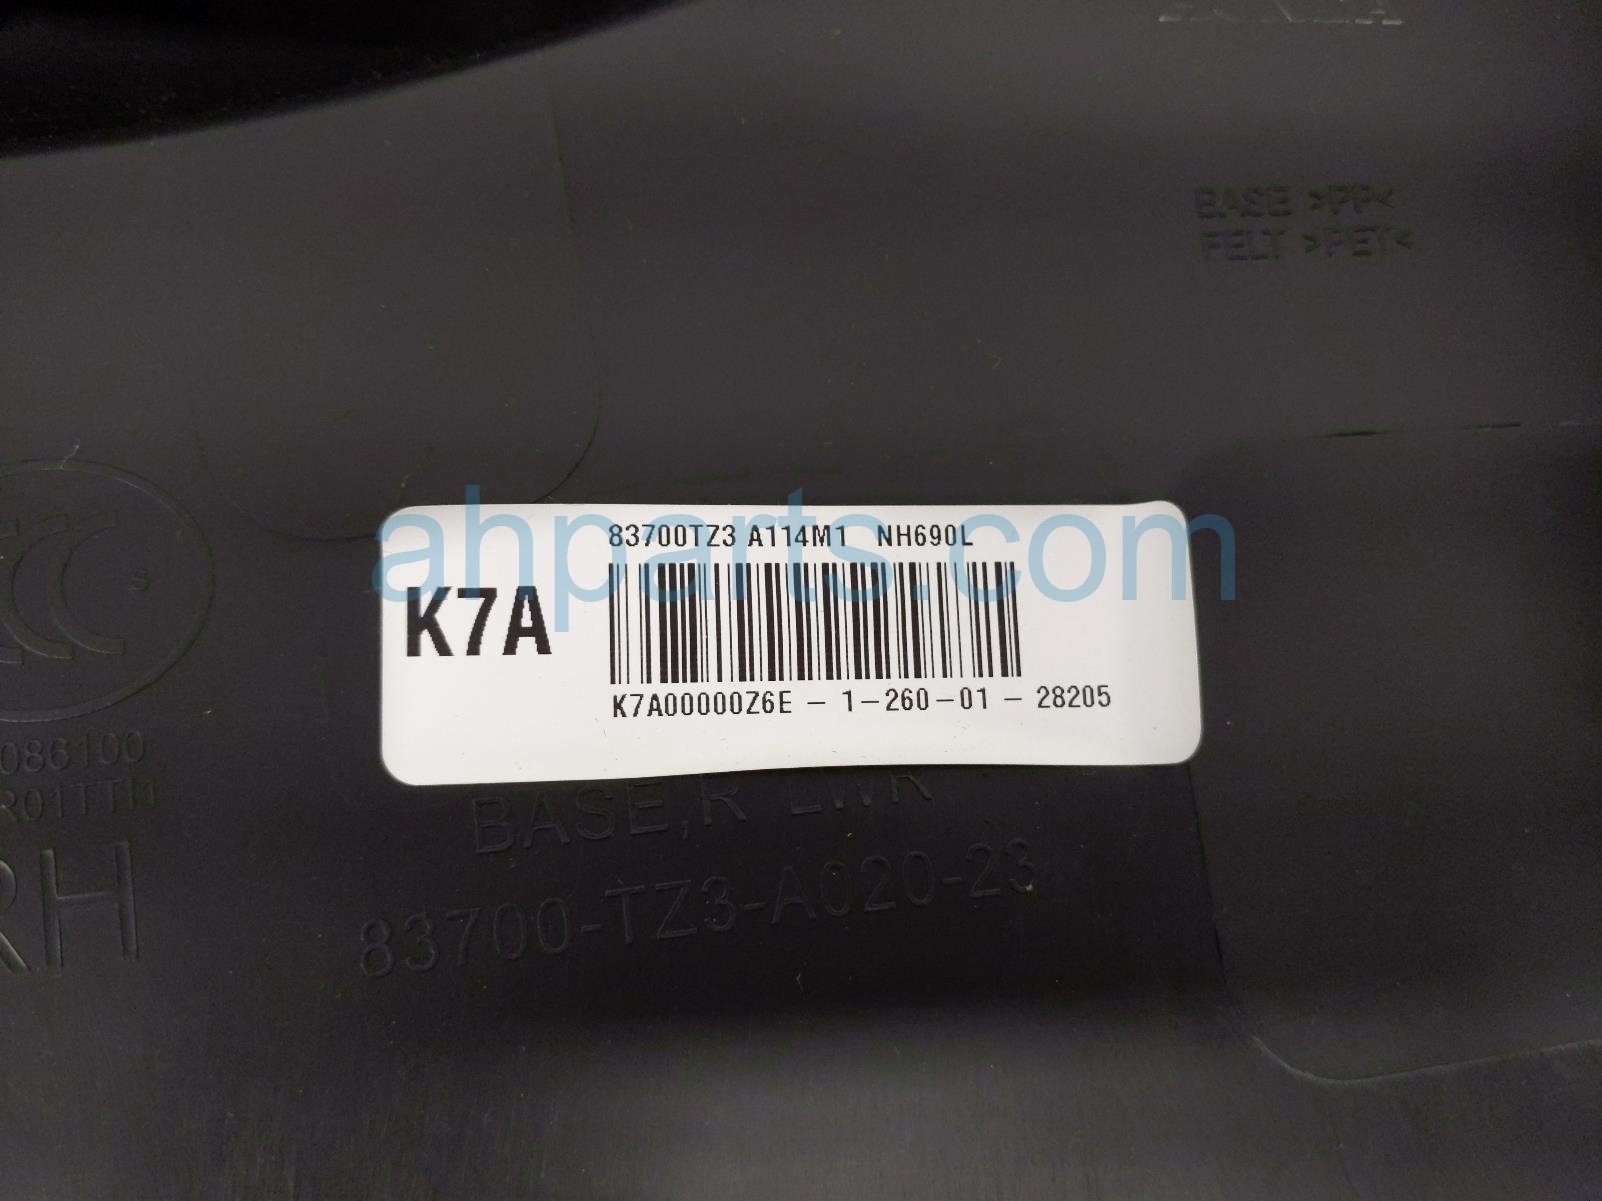 BASE >PP<
FELT >PET<
83700TZ3 A114M1 NH690L
K7A
K7A00000Z6E - 1-260-01 - 28205
ahparts.com
S
086100
R01TTH
RH
BASE,R LWR
83700-TZ3-A020-23